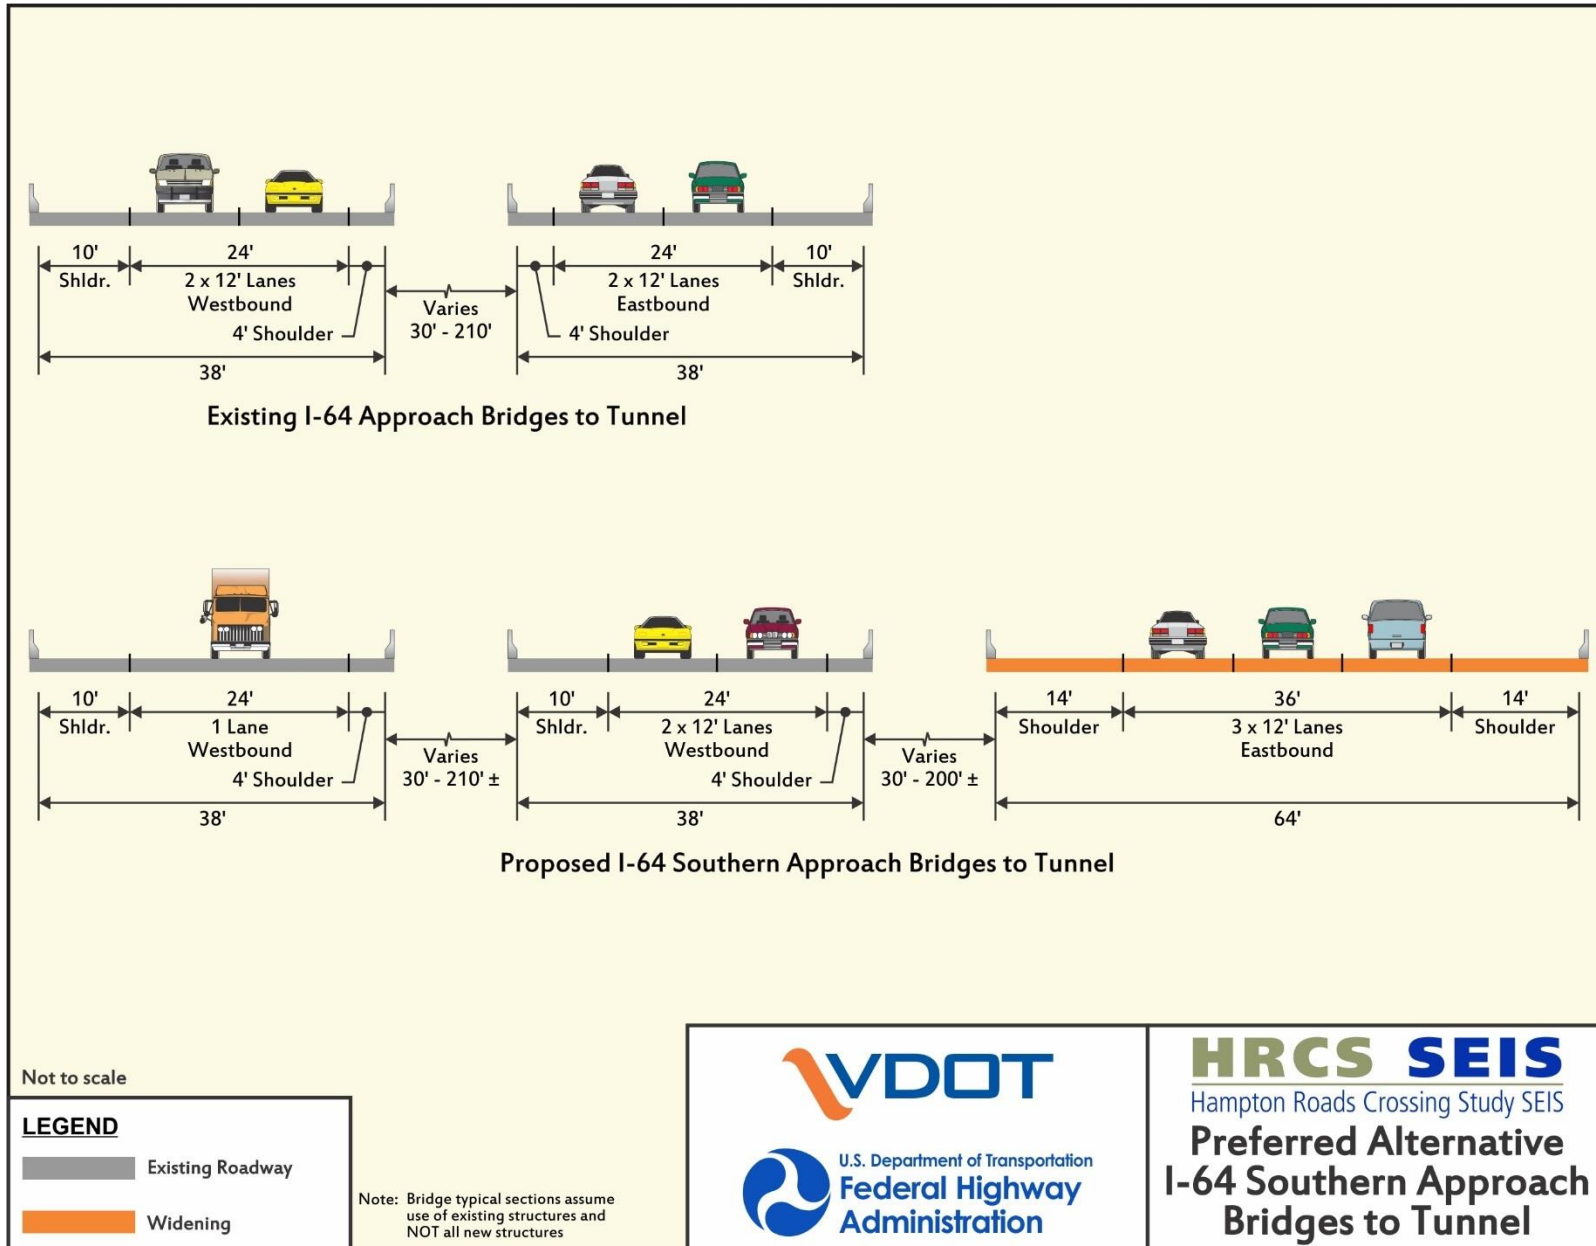 10'
Shldr.
24'
2 x 12' Lanes
Westbound
4' Shoulder
Varies
30' - 210'
24'
2 x 12' Lanes
Eastbound
4' Shoulder
10'
Shldr.
38'
38'
Existing I-64 Approach Bridges to Tunnel
10'
Shldr.
24'
1 Lane
Westbound
4' Shoulder
Varies
30' - 210' ±
10'
Shldr.
24'
2 x 12' Lanes
Westbound
4' Shoulder
Varies
30' - 200' ±
14'
Shoulder
36'
3 x 12' Lanes
Eastbound
14'
Shoulder
38'
38'
64'
Proposed I-64 Southern Approach Bridges to Tunnel
Not to scale
LEGEND
Existing Roadway
Widening
Note: Bridge typical sections assume
use of existing structures and
NOT all new structures
VDOT
U.S. Department of Transportation
Federal Highway
Administration
HRCS SEIS
Hampton Roads Crossing Study SEIS
Preferred Alternative
I-64 Southern Approach
Bridges to Tunnel